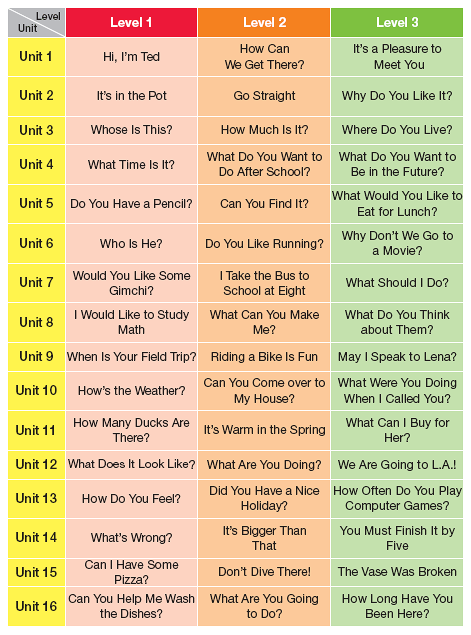 Level
Unit
Level 1
Level 2
Level 3
Unit 1
Hi, I'm Ted
How Can
We Get There?
It's a Pleasure to
Meet You
Unit 2
It's in the Pot
Go Straight
Why Do You Like It?
Unit 3
Whose Is This?
How Much Is It?
Where Do You Live?
Unit 4
What Time Is It?
What Do You Want to
Do After School?
What Do You Want to
Be in the Future?
Unit 5
Do You Have a Pencil?
Can You Find It?
What Would You Like to
Eat for Lunch?
Unit 6
Who Is He?
Do You Like Running?
Why Don't We Go to
a Movie?
Unit 7
Would You Like Some
Gimchi?
I Take the Bus to
School at Eight
What Should I Do?
Unit 8
I Would Like to Study
Math
What Can You Make
Me?
What Do You Think
about Them?
Unit 9
When Is Your Field Trip?
Riding a Bike Is Fun
May I Speak to Lena?
Unit 10
How's the Weather?
Can You Come over to
My House?
What Were You Doing
When I Called You?
Unit 11
How Many Ducks Are
There?
It's Warm in the Spring
What Can I Buy for
Her?
Unit 12
What Does It Look Like?
What Are You Doing?
We Are Going to L.A.!
Unit 13
How Do You Feel?
Did You Have a Nice
Holiday?
How Often Do You Play
Computer Games?
Unit 14
What's Wrong?
It's Bigger Than
That
You Must Finish It by
Five
Unit 15
Can I Have Some
Pizza?
Don't Dive There!
The Vase Was Broken
Unit 16
Can You Help Me Wash
the Dishes?
What Are You Going
to Do?
How Long Have You
Been Here?